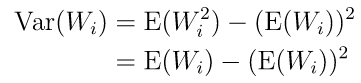 Var(W_i) = E(W_i^2) − (E(W_i))^2
= E(W_i) − (E(W_i))^2